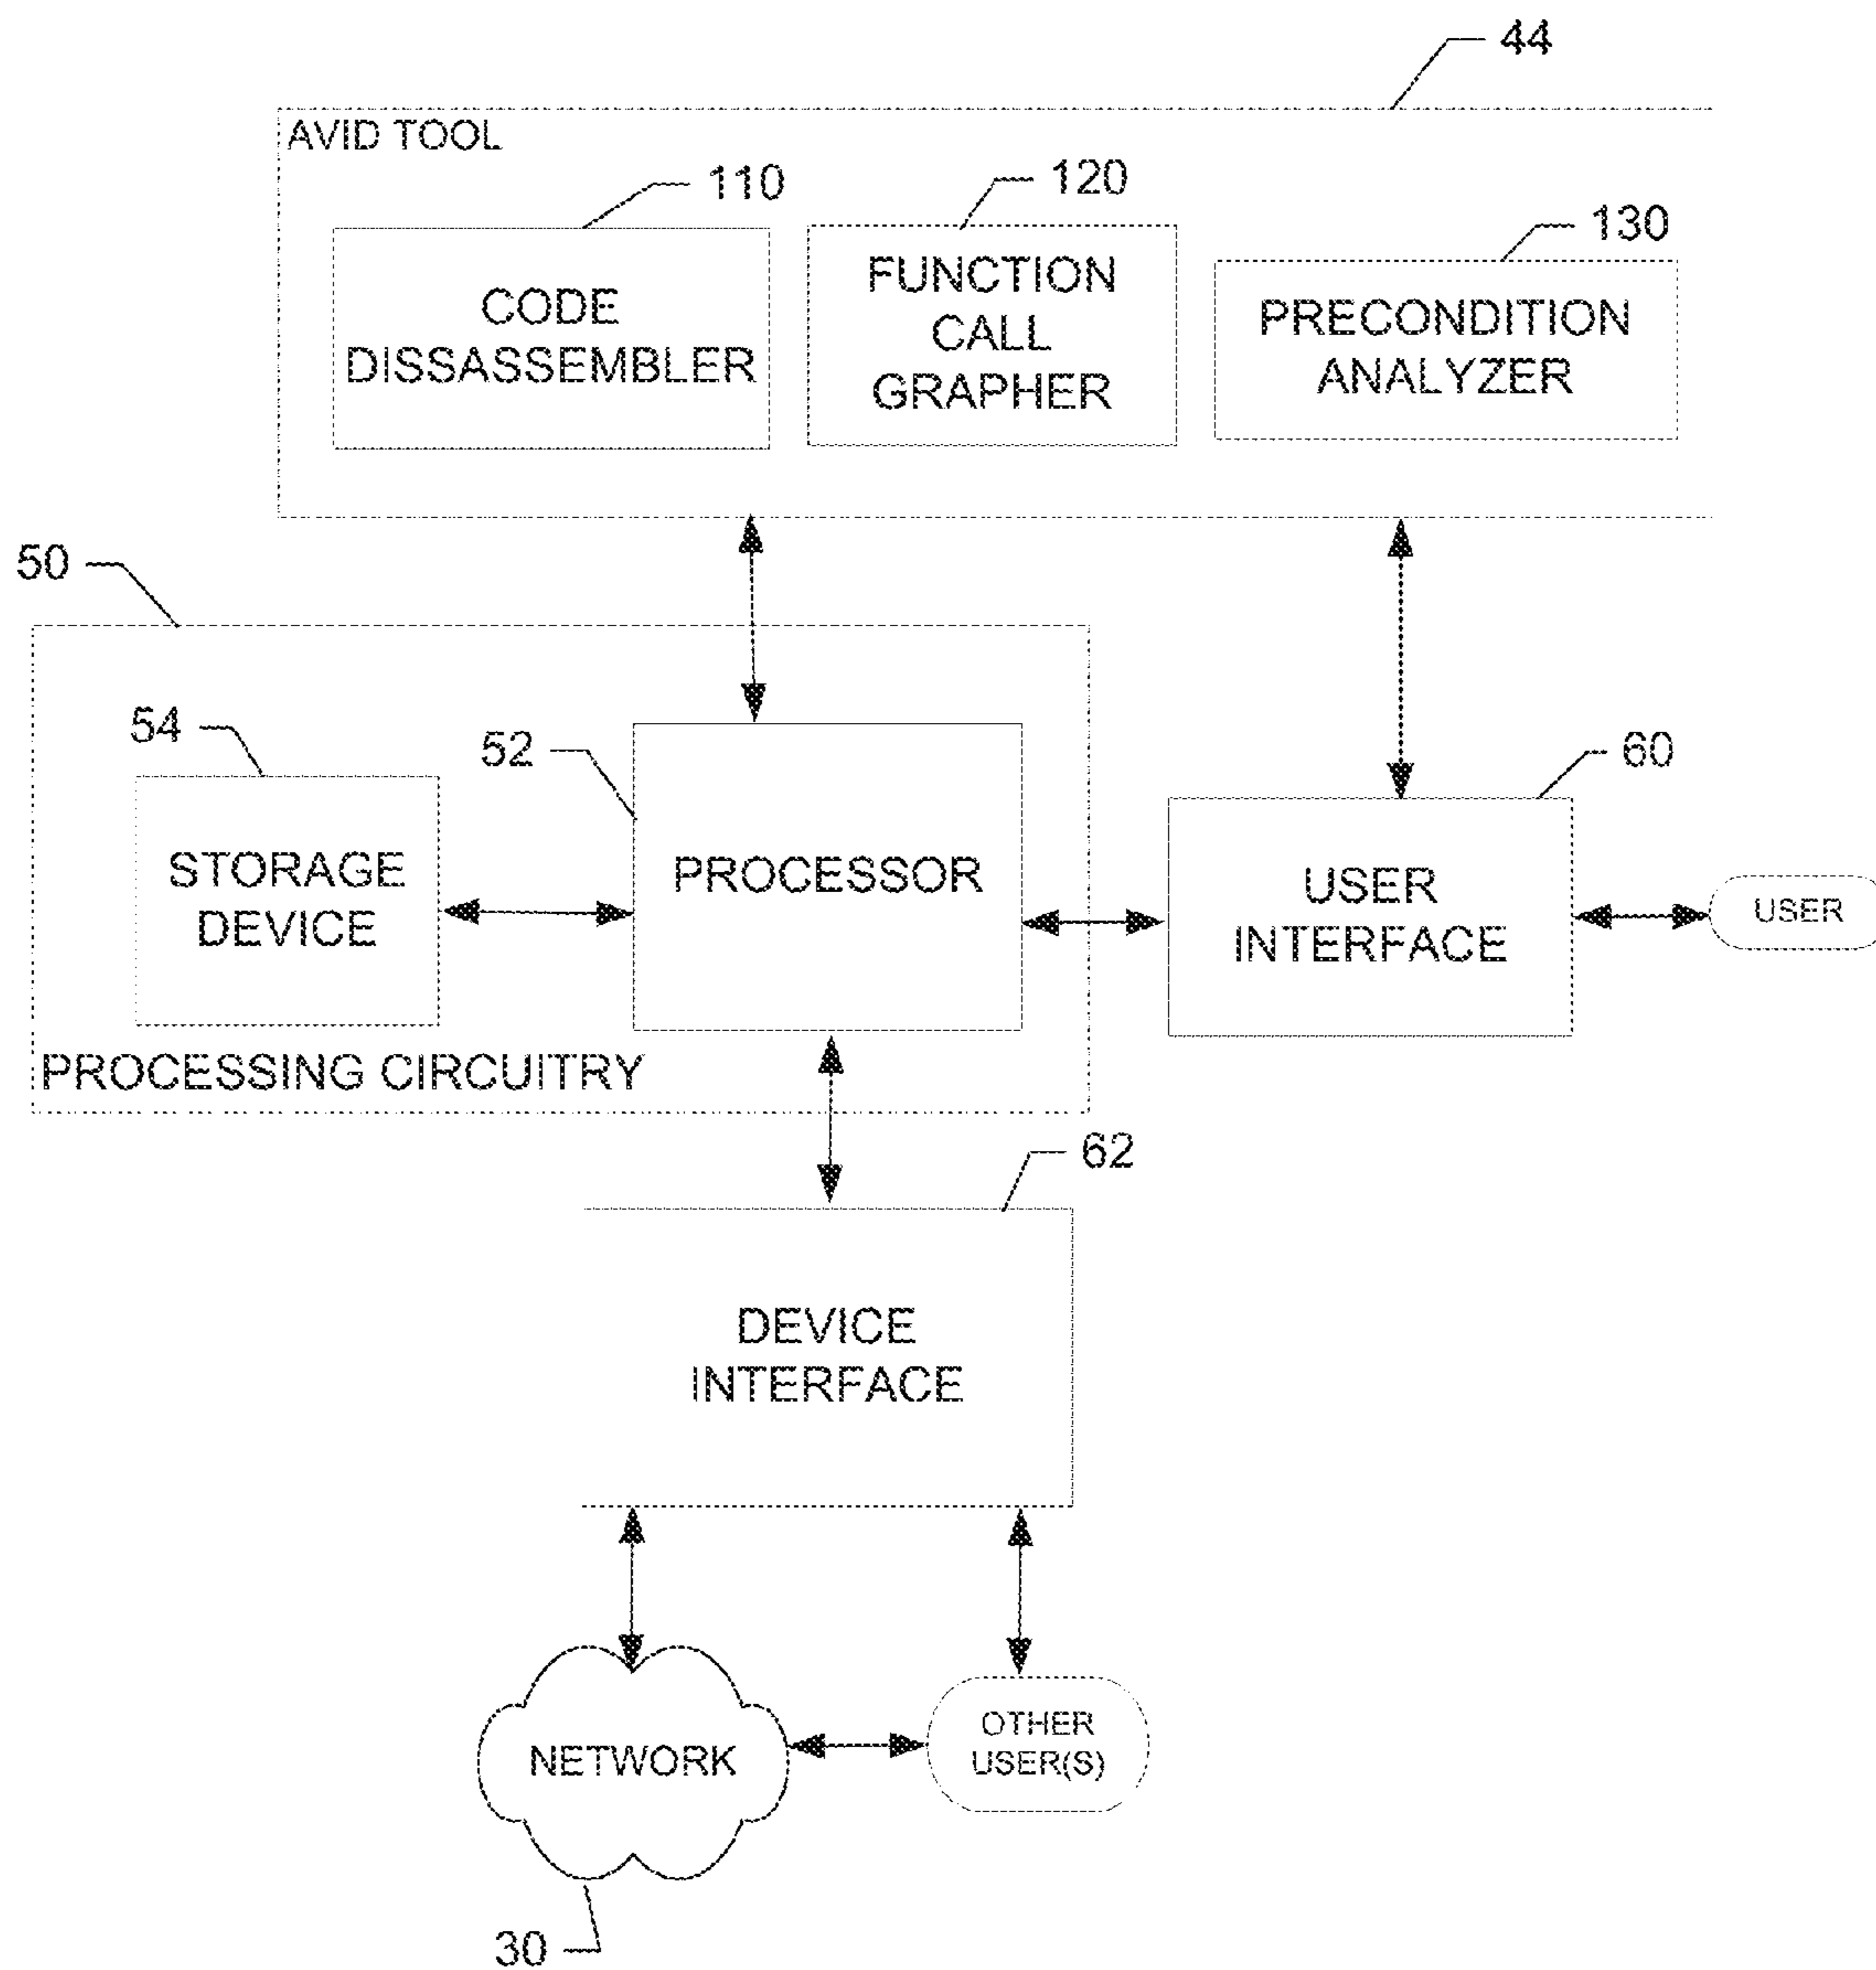 44
AVID TOOL
110
120
130
CODE
DISSASSEMBLER
FUNCTION
CALL
GRAPHER
PRECONDITION
ANALYZER
50
54
52
60
STORAGE
DEVICE
PROCESSOR
USER
INTERFACE
USER
PROCESSING CIRCUITRY
62
DEVICE
INTERFACE
NETWORK
OTHER
USER(S)
30